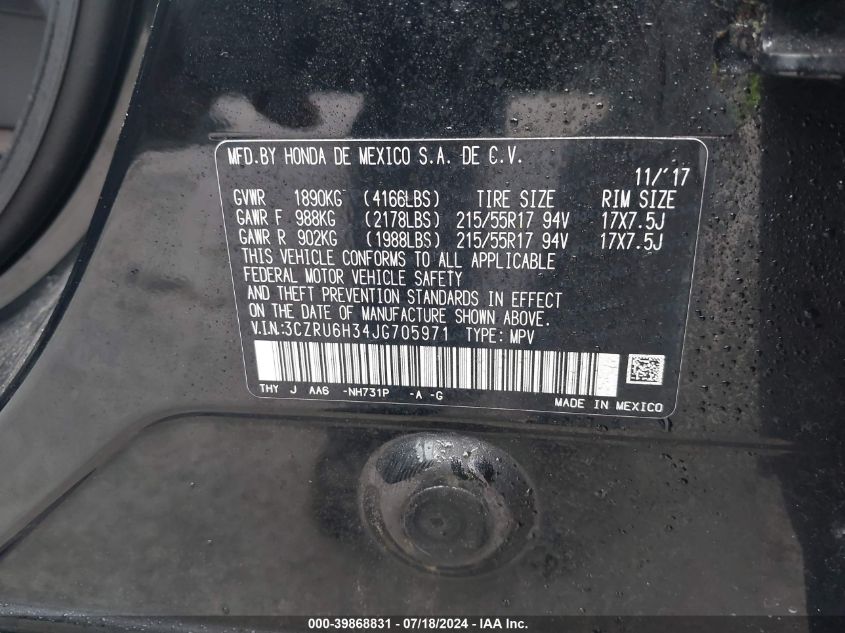 MFD.BY HONDA DE MEXICO S.A. DE C.V.
11/'17
GVWR 1890KG (4166LBS) TIRE SIZE RIM SIZE
GAWR F 988KG (2178LBS) 215/55R17 94V 17X7.5J
GAWR R 902KG (1988LBS) 215/55R17 94V 17X7.5J
THIS VEHICLE CONFORMS TO ALL APPLICABLE
FEDERAL MOTOR VEHICLE SAFETY
AND THEFT PREVENTION STANDARDS IN EFFECT
ON THE DATE OF MANUFACTURE SHOWN ABOVE.
V.I.N.:3CZRU6H34JG705971 TYPE: MPV
THY J AA6 -NH731P -A -G
MADE IN MEXICO
000-39868831 / 07/18/2024 - IAA Inc.